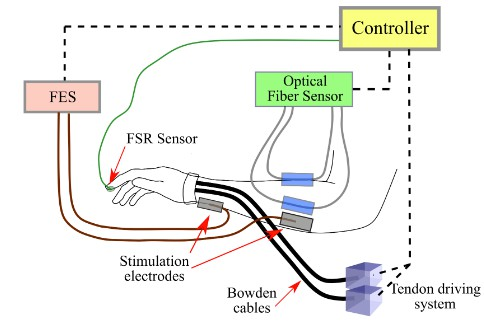 Controller
Optical
Fiber Sensor
FES
FSR Sensor
Stimulation
electrodes
Bowden
cables
Tendon driving
system